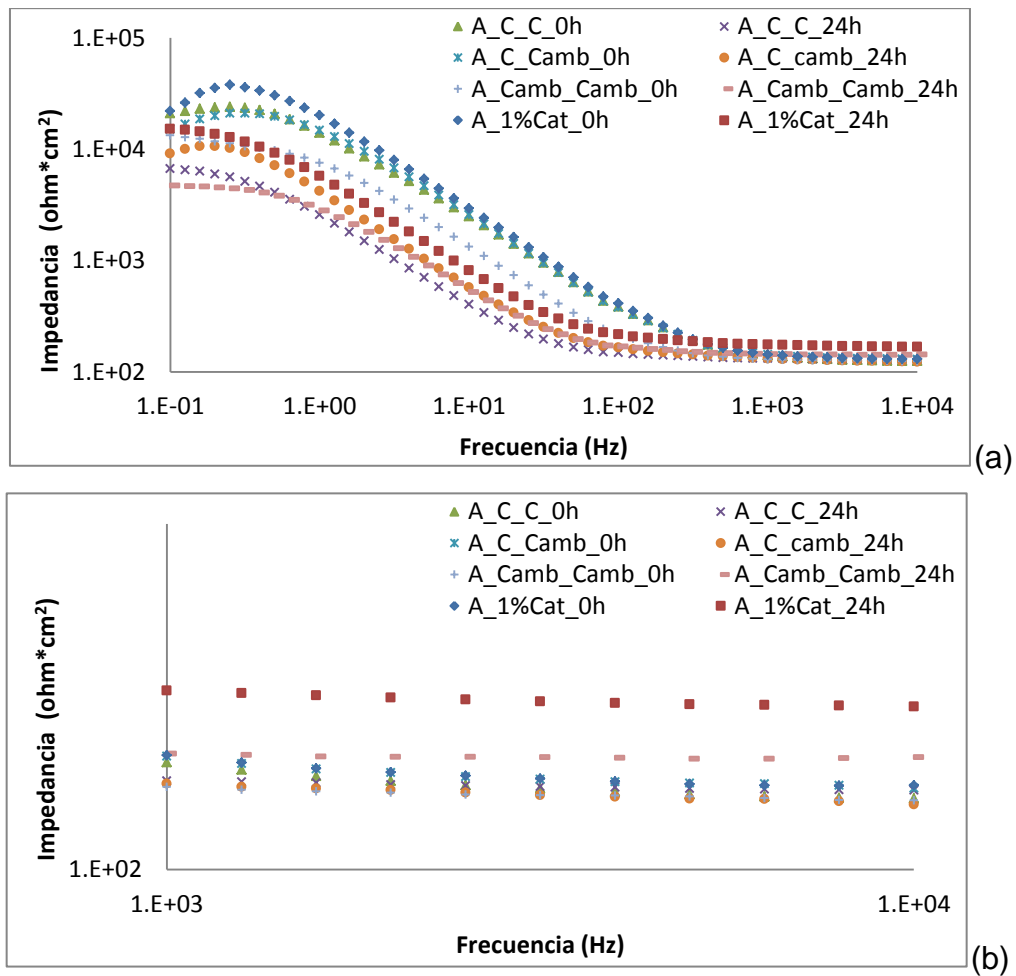 1.E+05
1.E+04
1.E+03
1.E+02
Impedancia (ohm*cm²)
A_C_C_0h
A_C_C_24h
A_C_Camb_0h
A_C_camb_24h
A_Camb_Camb_0h
A_Camb_Camb_24h
A_1%Cat_0h
A_1%Cat_24h
1.E-01
1.E+00
1.E+01
1.E+02
1.E+03
1.E+04
Frecuencia (Hz)
(a)
Impedancia (ohm*cm²)
A_C_C_0h
A_C_C_24h
A_C_Camb_0h
A_C_camb_24h
A_Camb_Camb_0h
A_Camb_Camb_24h
A_1%Cat_0h
A_1%Cat_24h
1.E+02
1.E+03
1.E+04
Frecuencia (Hz)
(b)